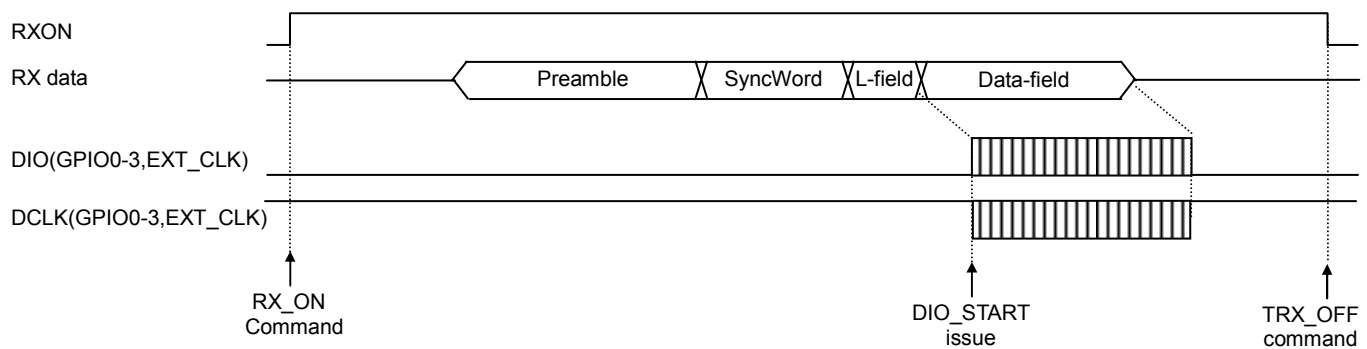 RXON
RX data
Preamble
SyncWord
L-field
Data-field
DIO(GPIO0-3,EXT_CLK)
DCLK(GPIO0-3,EXT_CLK)
RX_ON
Command
DIO_START
issue
TRX_OFF
command